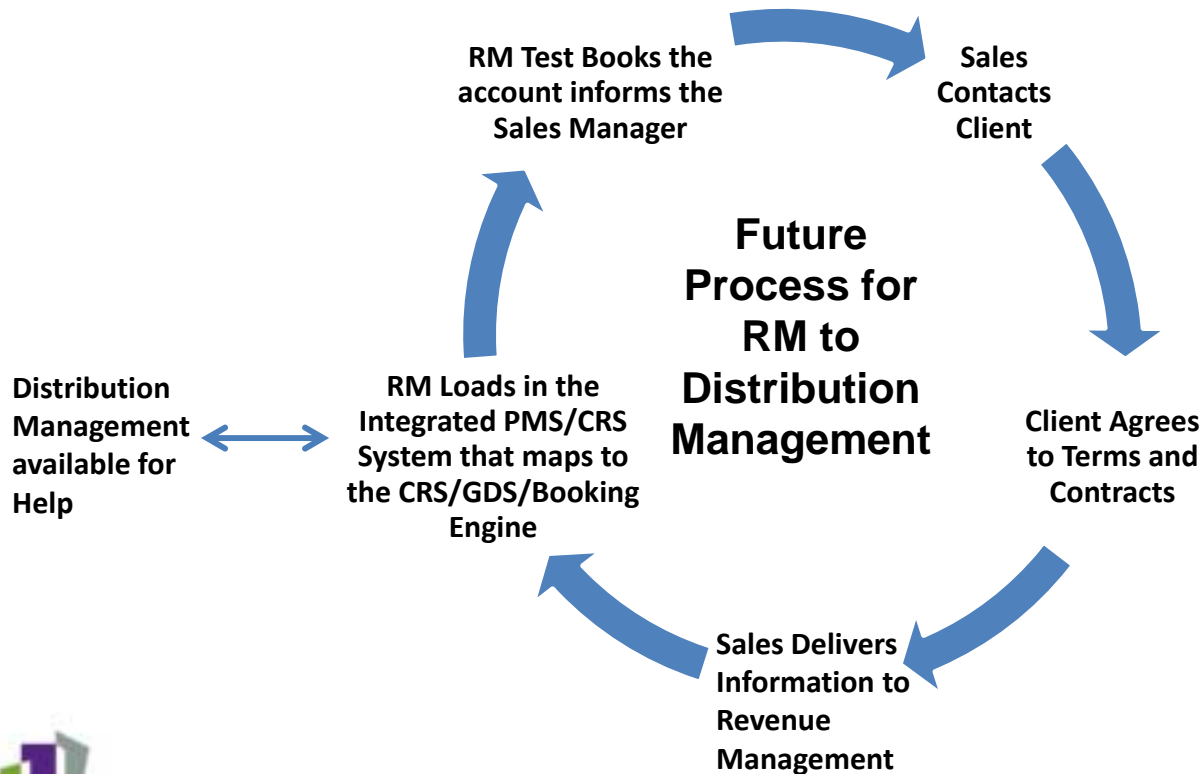 RM Test Books the
account informs the
Sales Manager
Sales
Contacts
Client
Future
Process for
RM to
Distribution
Management
Distribution
Management
available for
Help
RM Loads in the
Integrated PMS/CRS
System that maps to
the CRS/GDS/Booking
Engine
Client Agrees
to Terms and
Contracts
Sales Delivers
Information to
Revenue
Management